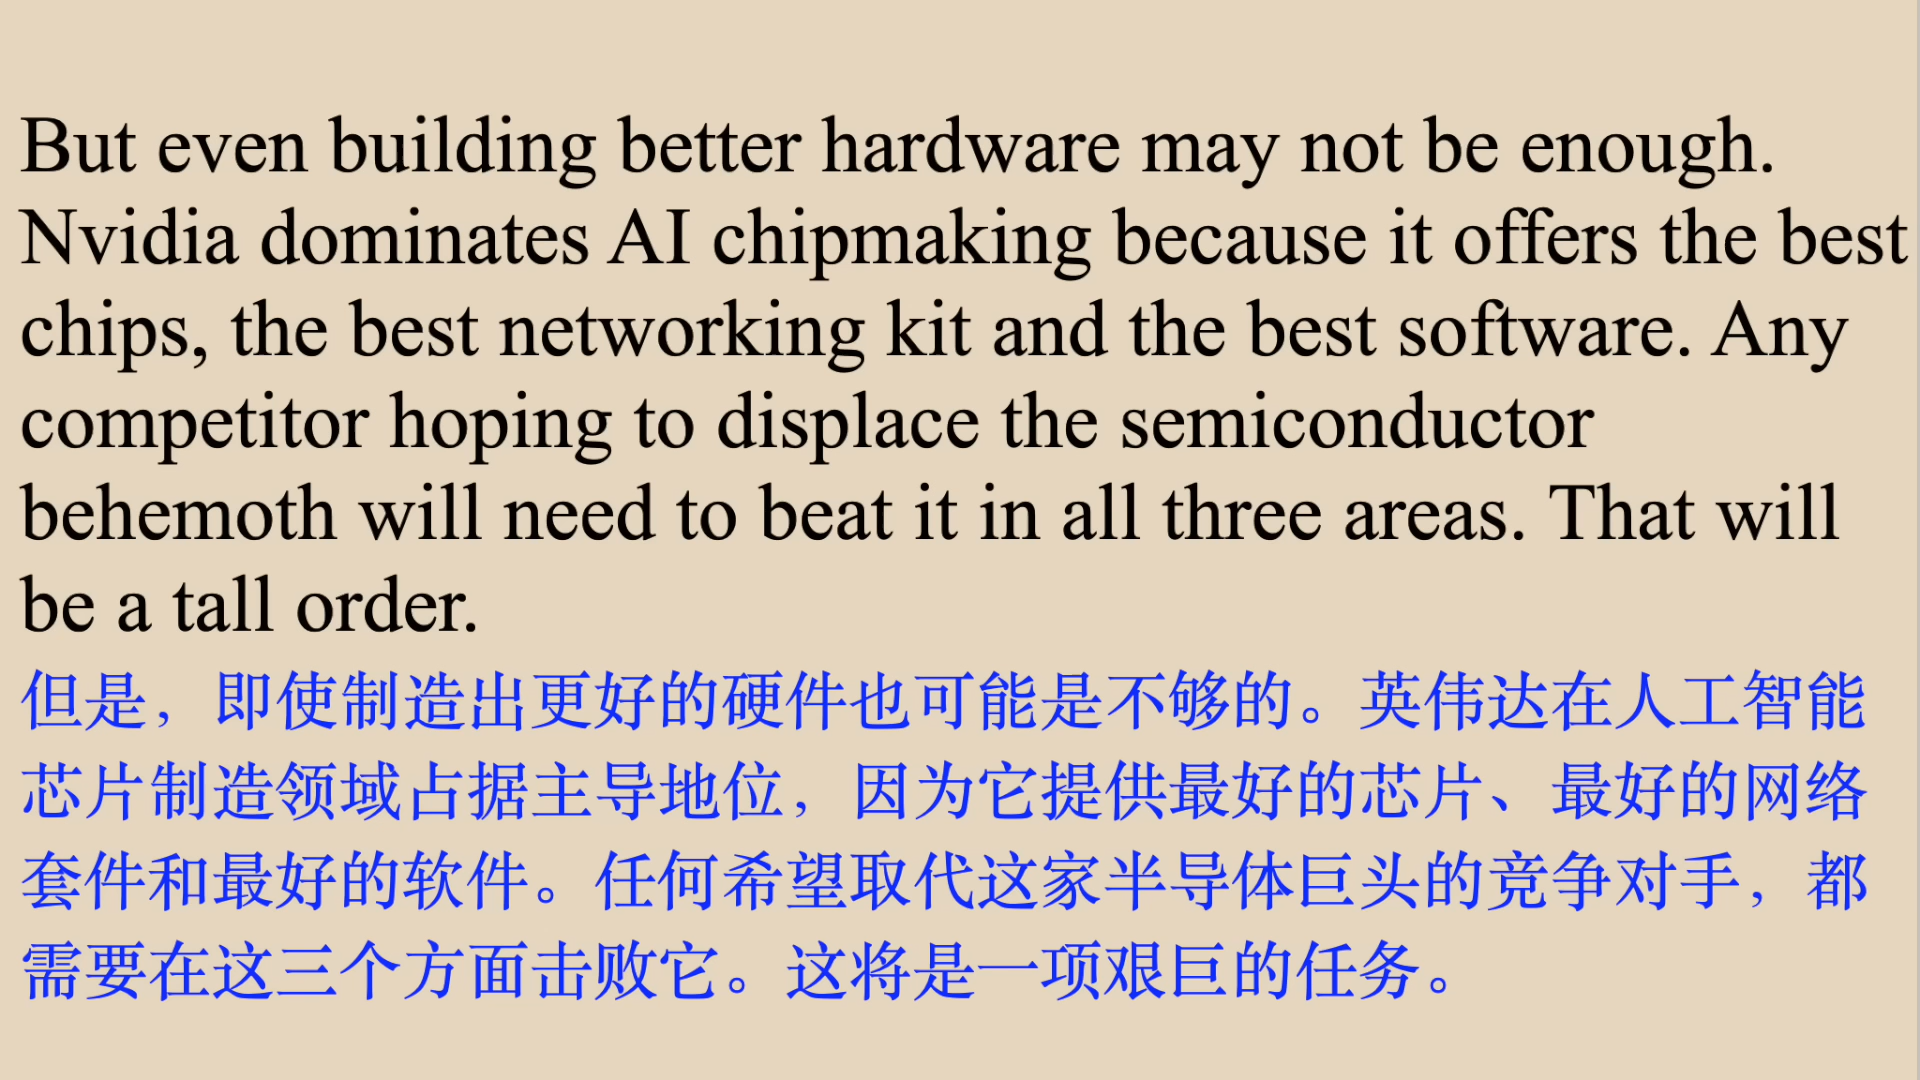 But even building better hardware may not be enough.
Nvidia dominates AI chipmaking because it offers the best
chips, the best networking kit and the best software. Any
competitor hoping to displace the semiconductor
behemoth will need to beat it in all three areas. That will
be a tall order.
但是，即使制造出更好的硬件也可能是不够的。英伟达在人工智能
芯片制造领域占据主导地位，因为它提供最好的芯片、最好的网络
套件和最好的软件。任何希望取代这家半导体巨头的竞争对手，都
需要在这三个方面击败它。这将是一项艰巨的任务。